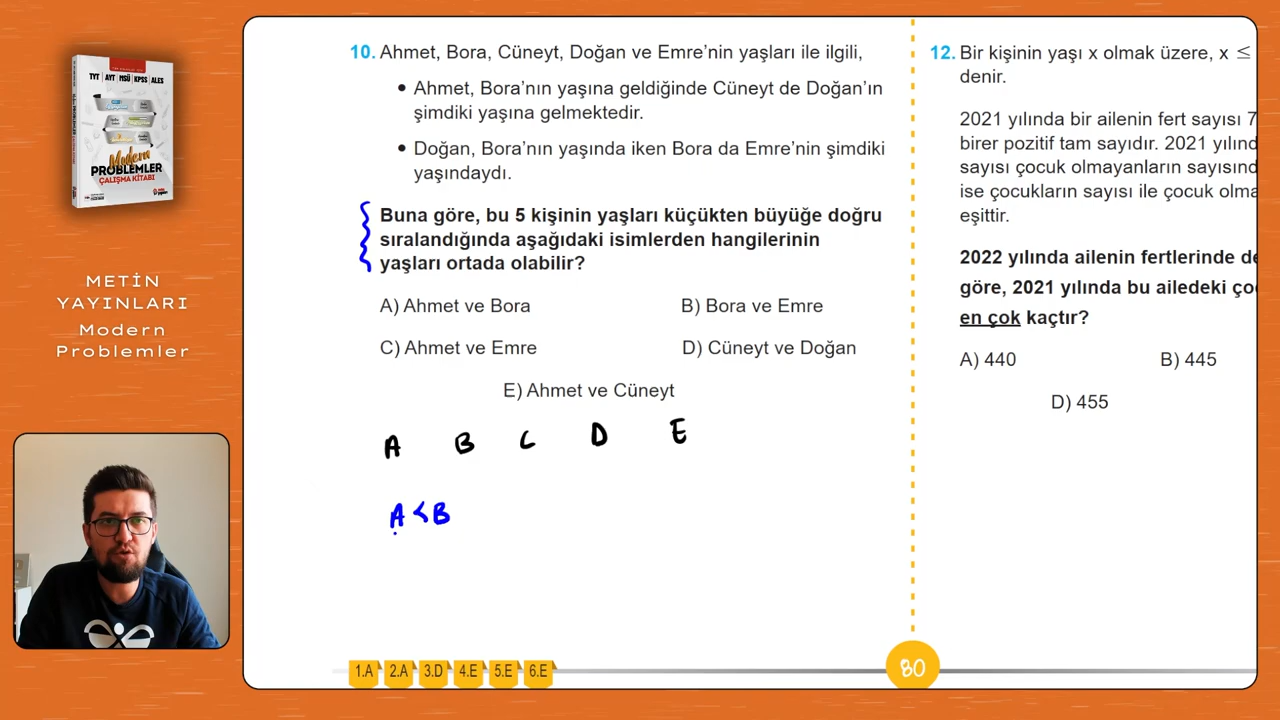 TYT AYT MSÜ KPSS ALES
Modern
PROBLEMLER
ÇALIŞMA KİTABI
METİN
YAYINLARI
Modern
Problemler
10. Ahmet, Bora, Cüneyt, Doğan ve Emre’nin yaşları ile ilgili,
• Ahmet, Bora’nın yaşına geldiğinde Cüneyt de Doğan’ın
şimdiki yaşına gelmektedir.
• Doğan, Bora’nın yaşında iken Bora da Emre’nin şimdiki
yaşındaydı.
Buna göre, bu 5 kişinin yaşları küçükten büyüğe doğru
sıralandığında aşağıdaki isimlerden hangilerinin
yaşları ortada olabilir?
A) Ahmet ve Bora B) Bora ve Emre
C) Ahmet ve Emre D) Cüneyt ve Doğan
E) Ahmet ve Cüneyt
A B C D E
A < B
1.A 2.A 3.D 4.E 5.E 6.E
12. Bir kişinin yaşı x olmak üzere, x ≤
denir.
2021 yılında bir ailenin fert sayısı 7
birer pozitif tam sayıdır. 2021 yılınd
sayısı çocuk olmayanların sayısınd
ise çocukların sayısı ile çocuk olma
eşittir.
2022 yılında ailenin fertlerinde de
göre, 2021 yılında bu ailedeki ço
en çok kaçtır?
A) 440 B) 445
D) 455
80